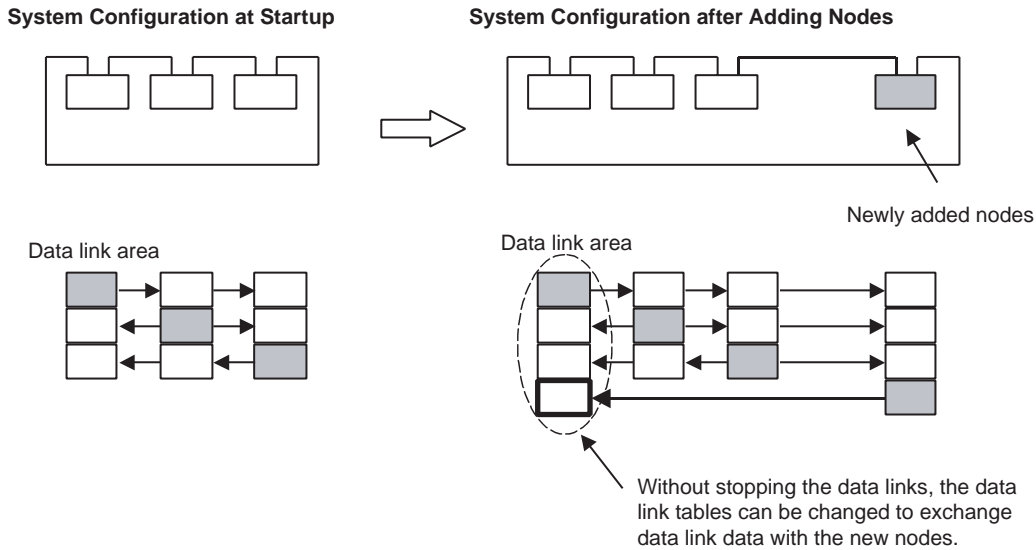 System Configuration at Startup
System Configuration after Adding Nodes
Newly added nodes
Data link area
Data link area
Without stopping the data links, the data
link tables can be changed to exchange
data link data with the new nodes.